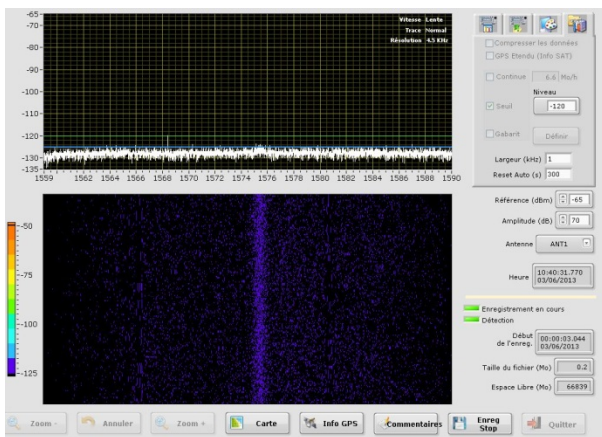 -65
-70
-80
-90
-100
-110
-120
-130
-135
Vitesse Lente
Trace Normal
Résolution 4.5 KHz
1559 1562 1564 1566 1568 1570 1572 1574 1576 1578 1580 1582 1584 1586 1588 1590
-50
-75
-100
-125
Compresser les données
GPS Etendu (Info SAT)
Continue 6.6 Mo/h
Niveau
Seuil -120
Gabarit Définir
Largeur (kHz) 1
Reset Auto (s) 300
Référence (dBm) -65
Amplitude (dB) 70
Antenne ANT1
Heure 10:40:31.770
03/06/2013
Enregistrement en cours
Détection
Début
de l'enreg. 00:00:03.044
03/06/2013
Taille du fichier (Mo) 0.2
Espace Libre (Mo) 66839
Zoom - Annuler Zoom + Carte Info GPS Commentaires Enreg
Stop Quitter